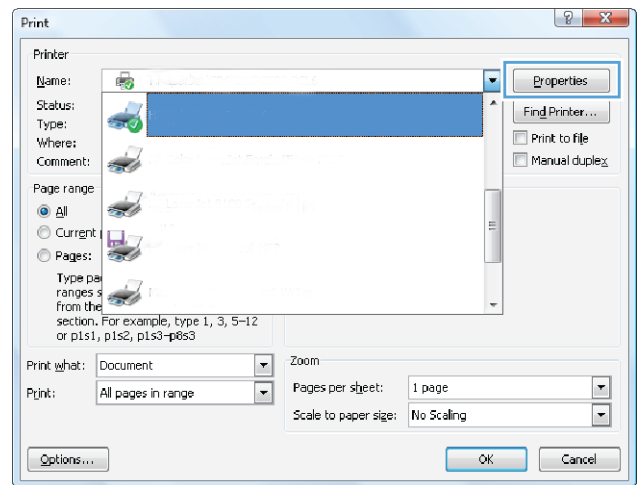 Print
Printer
Name:
Properties
Status:
Find Printer...
Type:
Print to file
Where:
Manual duplex
Comment:
Page range
All
Current
Pages:
Type pa
ranges s
from the
section. For example, type 1, 3, 5–12
or p1s1, p1s2, p1s3–p8s3
Print what: Document
Zoom
Print: All pages in range
Pages per sheet: 1 page
Scale to paper size: No Scaling
Options...
OK
Cancel